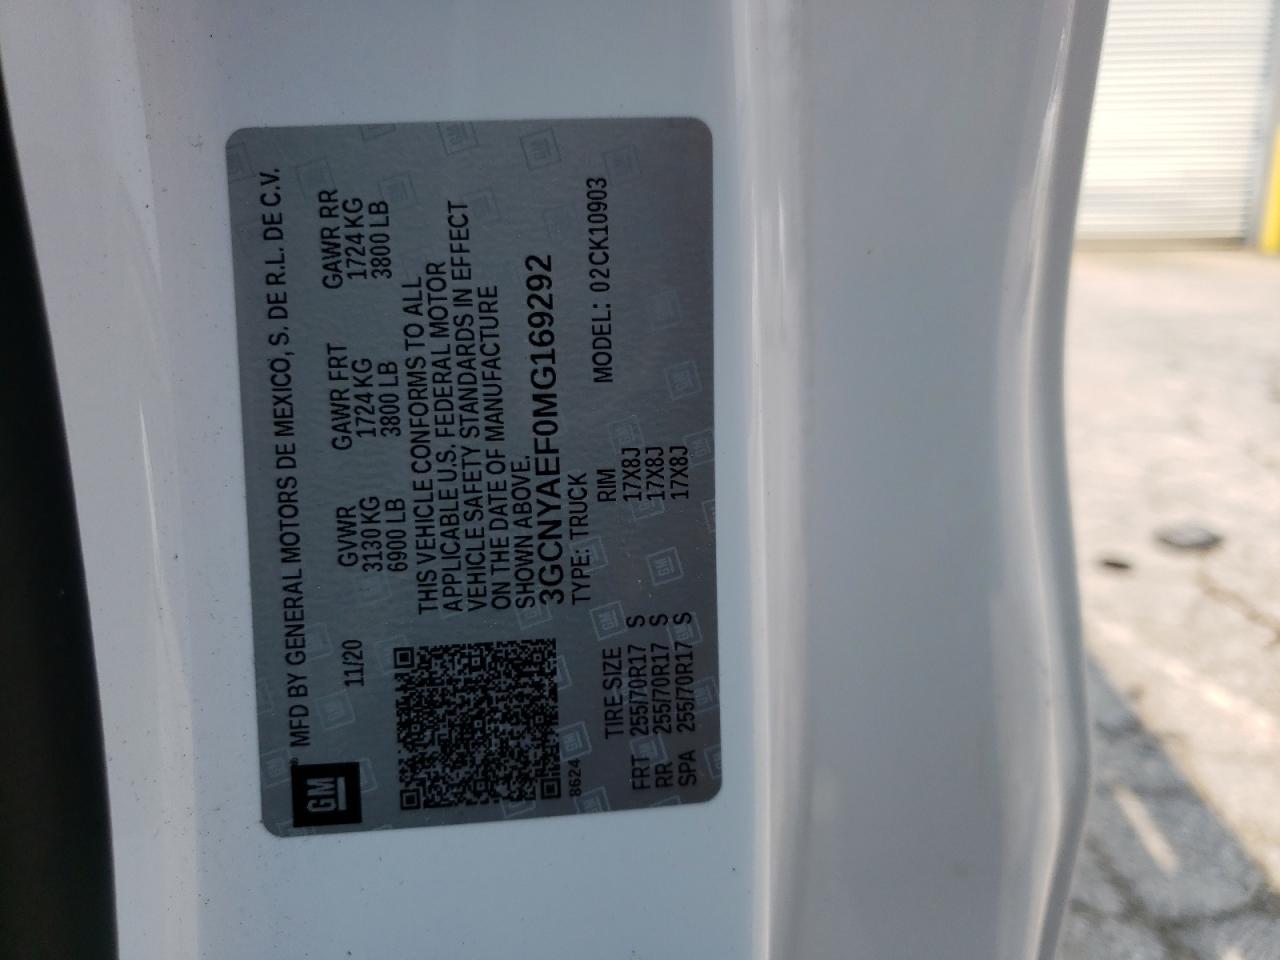 GM
MFD BY GENERAL MOTORS DE MEXICO, S. DE R.L. DE C.V.
11/20 GVWR GAWR FRT GAWR RR
3130 KG 1724 KG 1724 KG
6900 LB 3800 LB 3800 LB
THIS VEHICLE CONFORMS TO ALL
APPLICABLE U.S. FEDERAL MOTOR
VEHICLE SAFETY STANDARDS IN EFFECT
ON THE DATE OF MANUFACTURE
SHOWN ABOVE.
3GCNYAEF0MG169292
8624 TYPE: TRUCK MODEL: 02CK10903
TIRE SIZE RIM
FRT 255/70R17 S 17X8J
RR 255/70R17 S 17X8J
SPA 255/70R17 S 17X8J